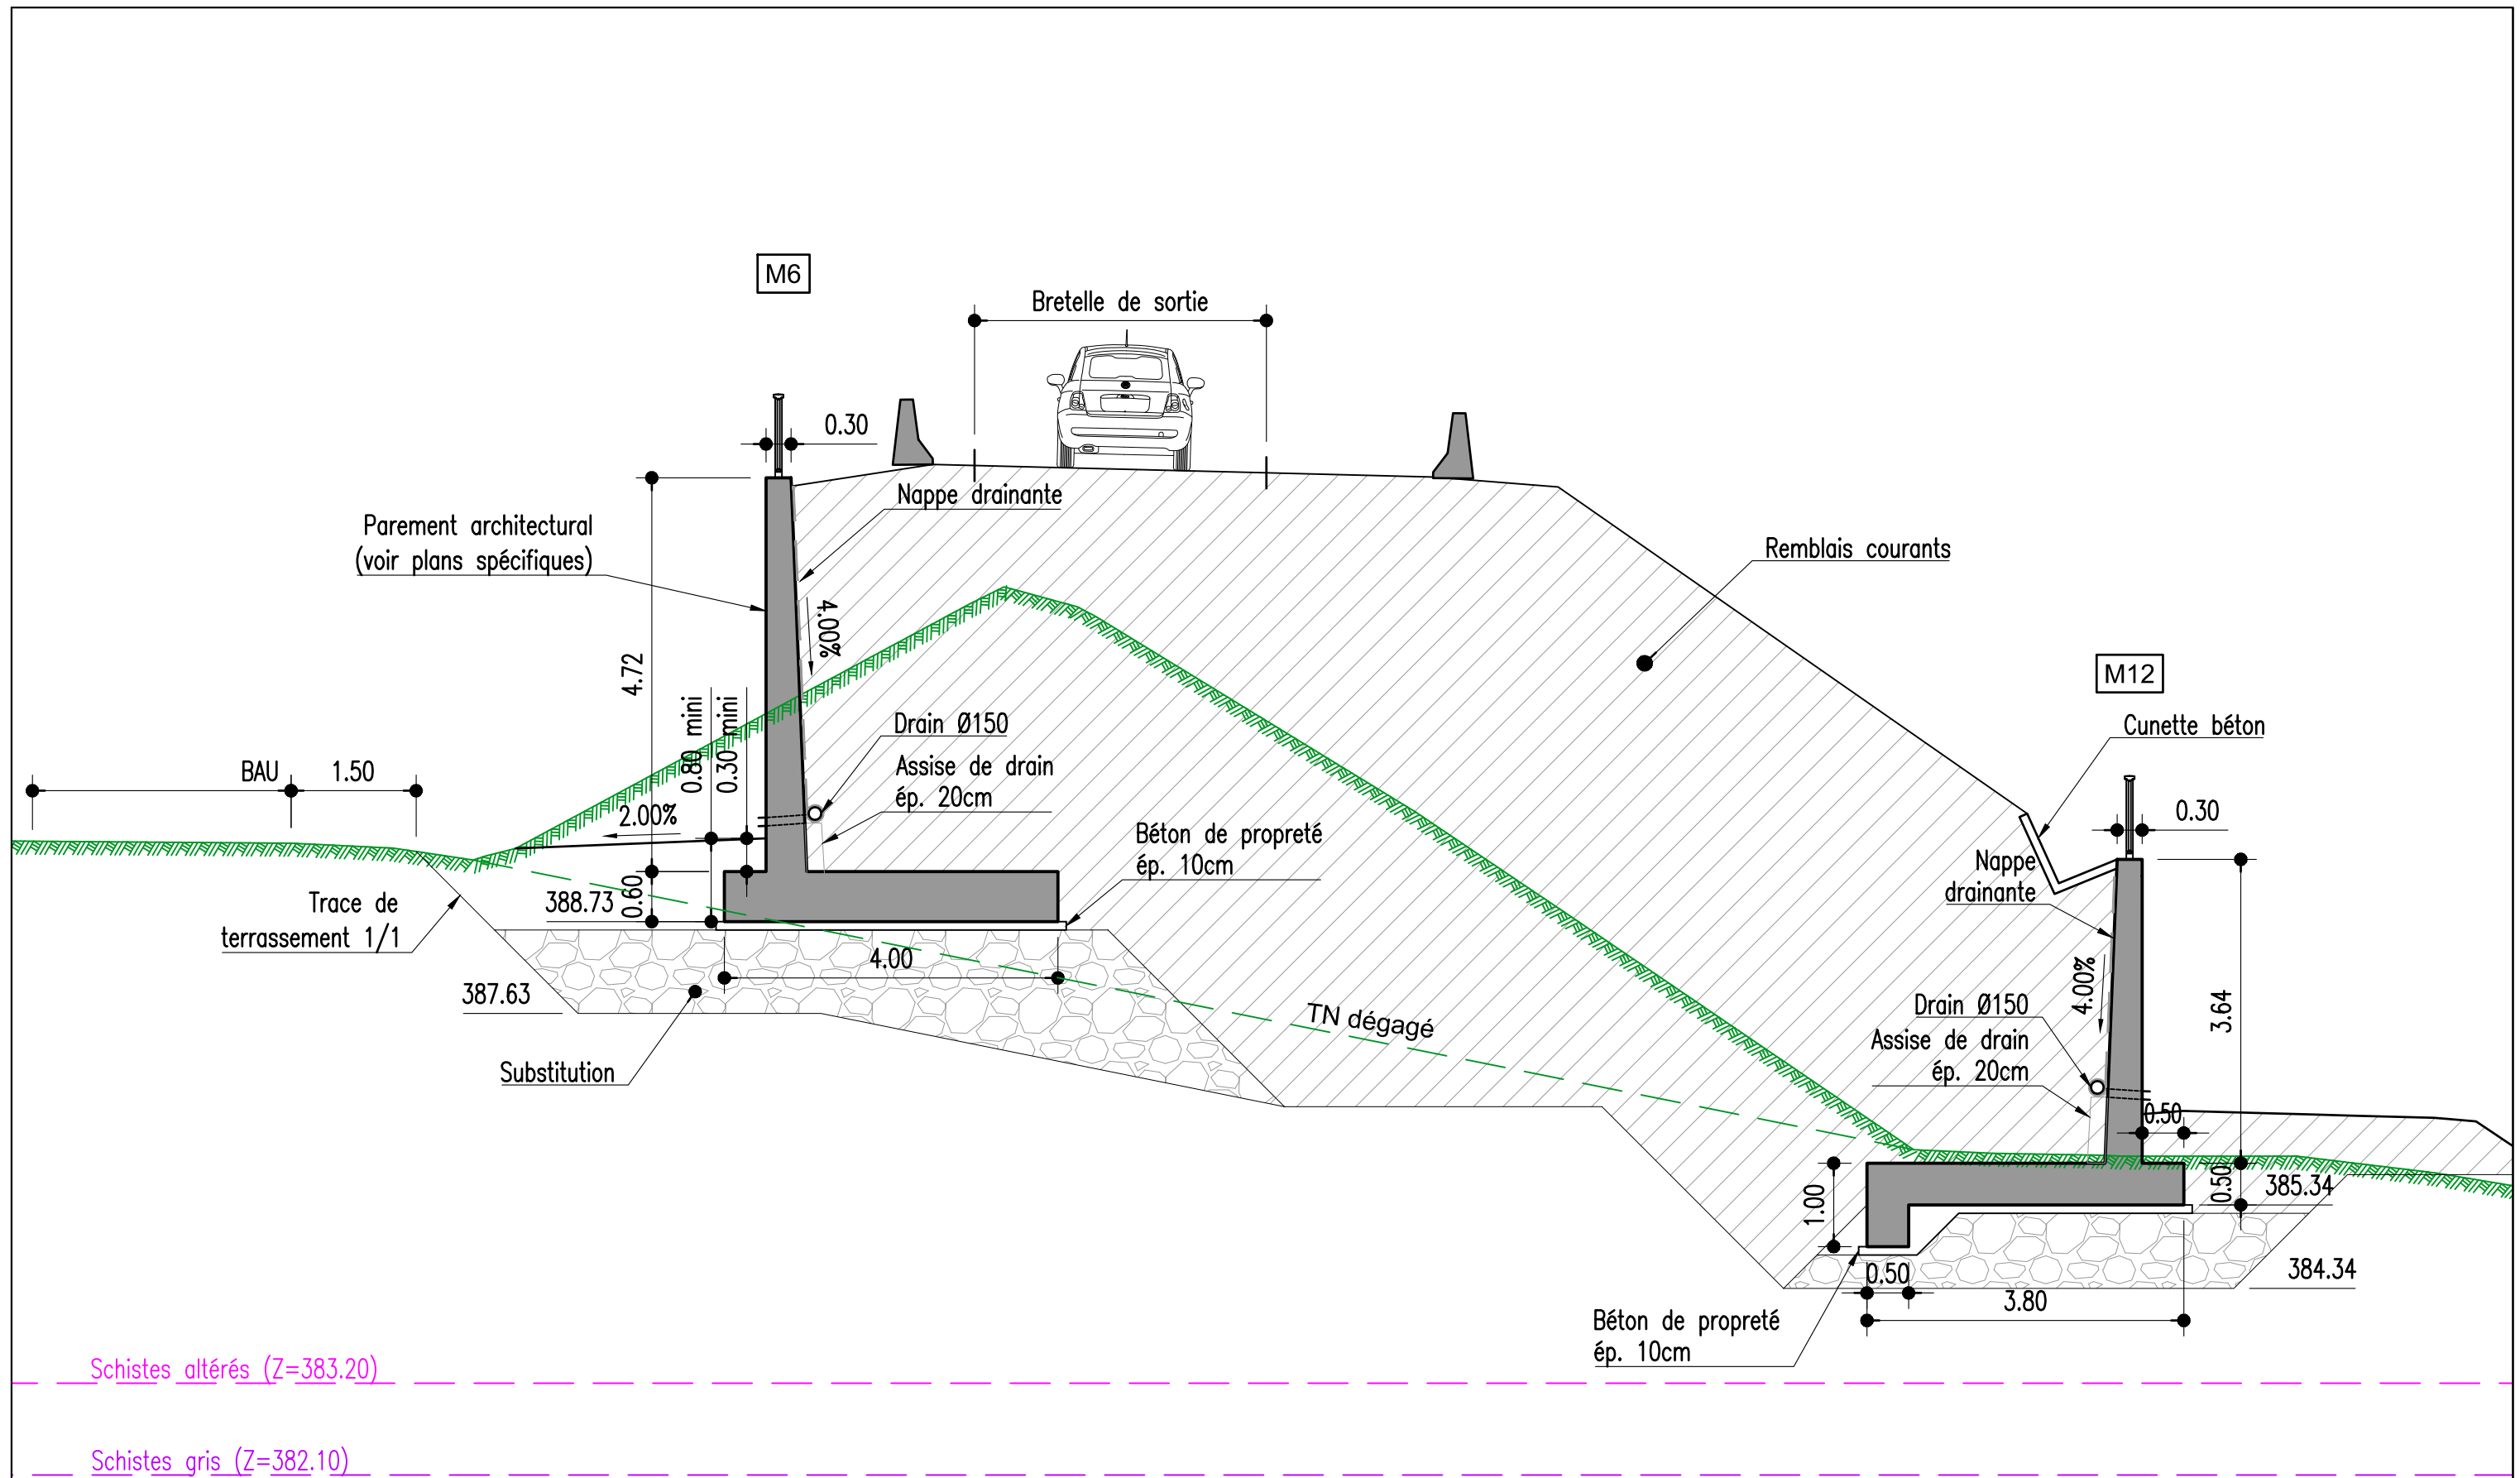 M6
Bretelle de sortie
0.30
Nappe drainante
Parement architectural
(voir plans spécifiques)
Remblais courants
4.00%
4.72
M12
0.80 mini
0.30 mini
Drain Ø150
Cunette béton
BAU
1.50
Assise de drain
ép. 20cm
2.00%
0.30
Béton de propreté
ép. 10cm
Nappe
drainante
0.60
388.73
Trace de
terrassement 1/1
4.00
387.63
4.00%
TN dégagé
Drain Ø150
3.64
Assise de drain
ép. 20cm
Substitution
0.50
1.00
0.50
385.34
0.50
384.34
3.80
Béton de propreté
ép. 10cm
Schistes altérés (Z=383.20)
Schistes gris (Z=382.10)